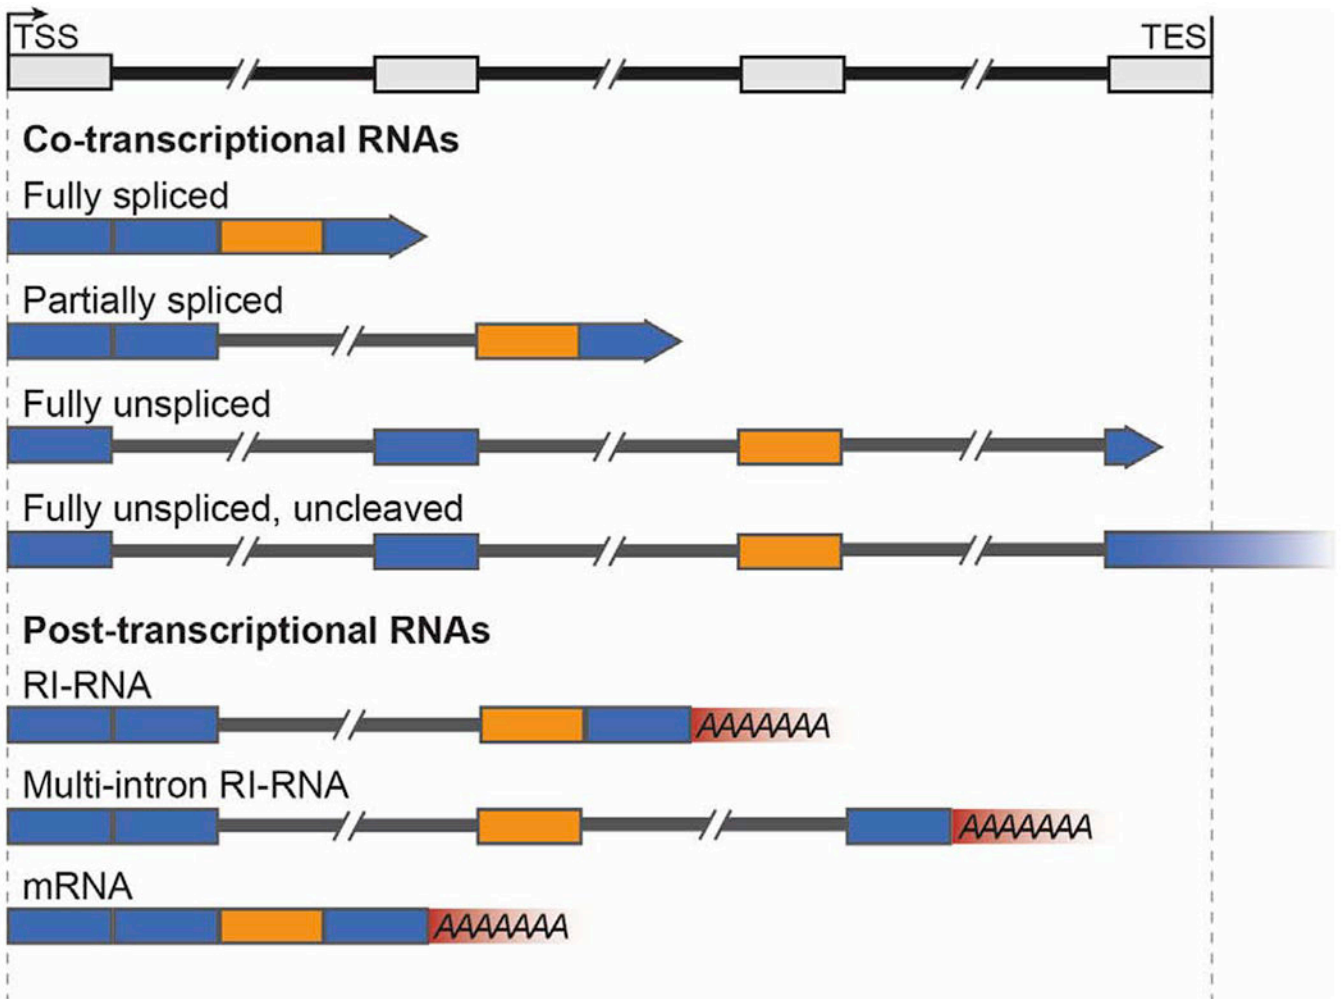 TSS TES
Co-transcriptional RNAs
Fully spliced
Partially spliced
Fully unspliced
Fully unspliced, uncleaved
Post-transcriptional RNAs
RI-RNA
AAAAAAA
Multi-intron RI-RNA
AAAAAAA
mRNA
AAAAAAA